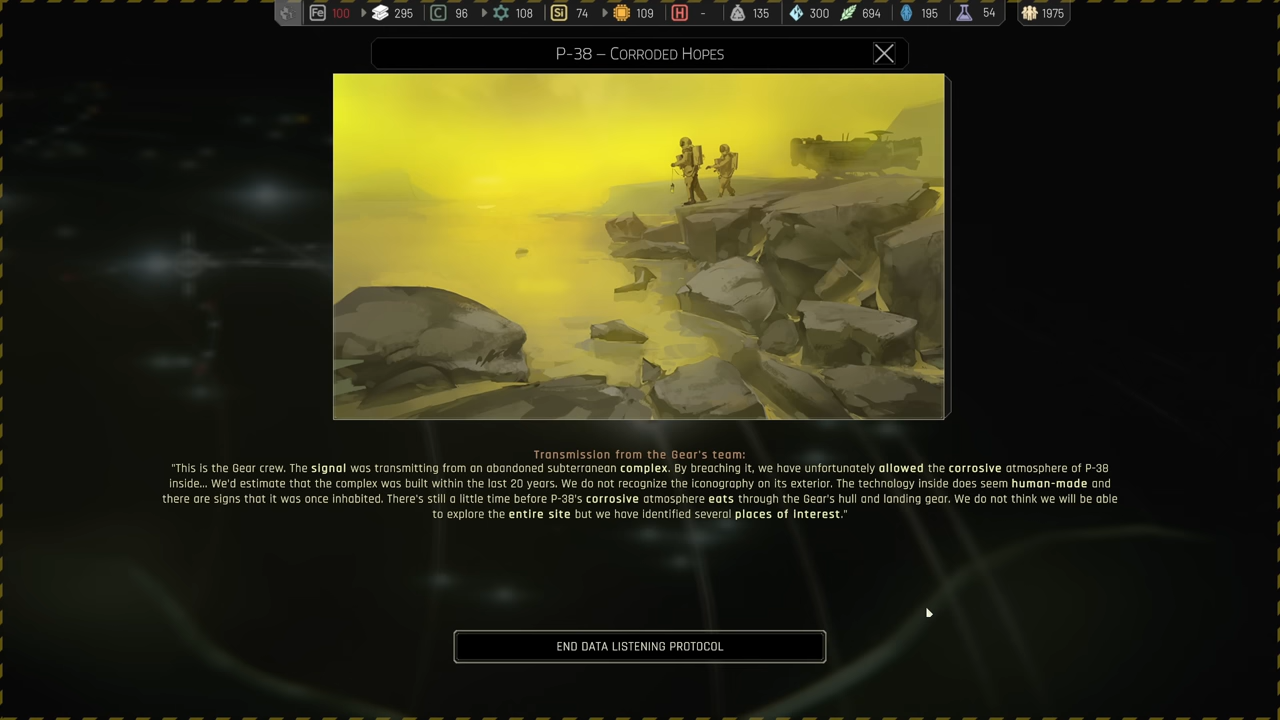 Fe 100 295 C 96 108 Si 74 109 H - 135 300 694 195 54 1975
P-38 – Corroded Hopes
Transmission from the Gear's team:
"This is the Gear crew. The signal was transmitting from an abandoned subterranean complex. By breaching it, we have unfortunately allowed the corrosive atmosphere of P-38
inside... We'd estimate that the complex was built within the last 20 years. We do not recognize the iconography on its exterior. The technology inside does seem human-made and
there are signs that it was once inhabited. There's still a little time before P-38's corrosive atmosphere eats through the Gear's hull and landing gear. We do not think we will be able
to explore the entire site but we have identified several places of interest."
END DATA LISTENING PROTOCOL